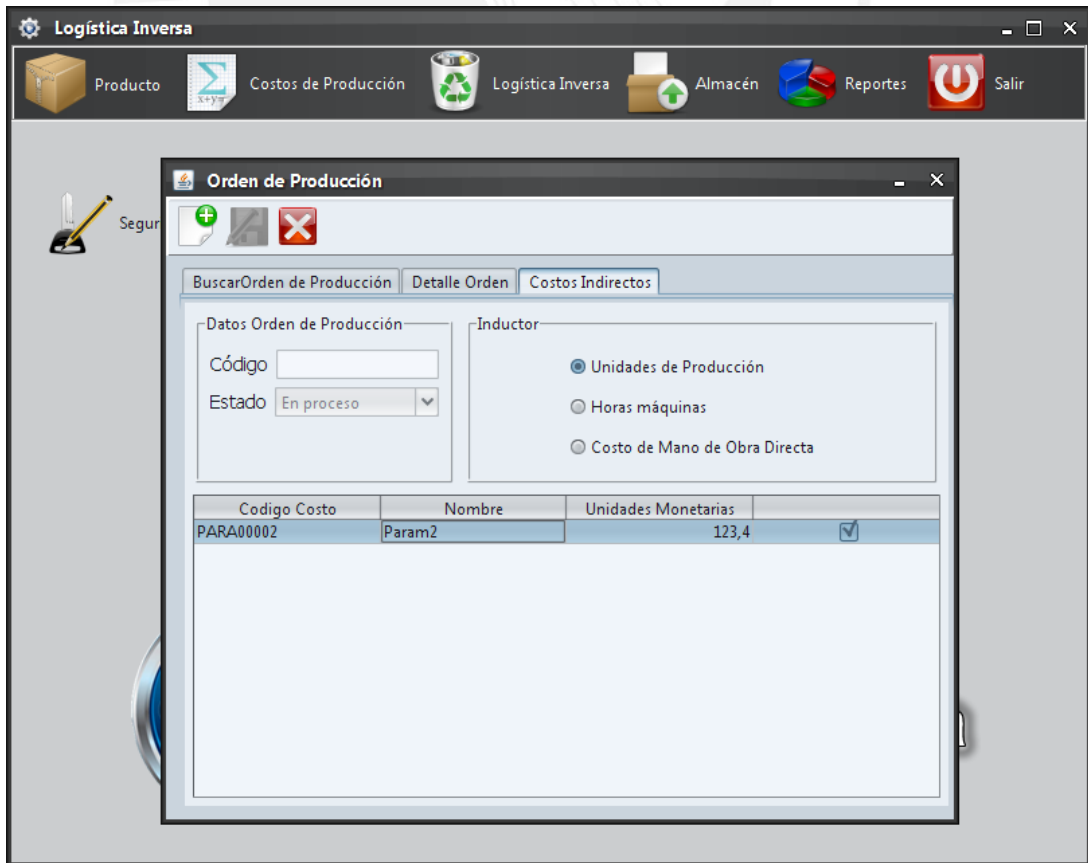 Logística Inversa
Producto Costos de Producción Logística Inversa Almacén Reportes Salir
Orden de Producción
Segur
BuscarOrden de Producción Detalle Orden Costos Indirectos
Datos Orden de Producción Inductor
Código
Unidades de Producción
Estado En proceso
Horas máquinas
Costo de Mano de Obra Directa
Codigo Costo Nombre Unidades Monetarias
PARA00002 Param2 123,4